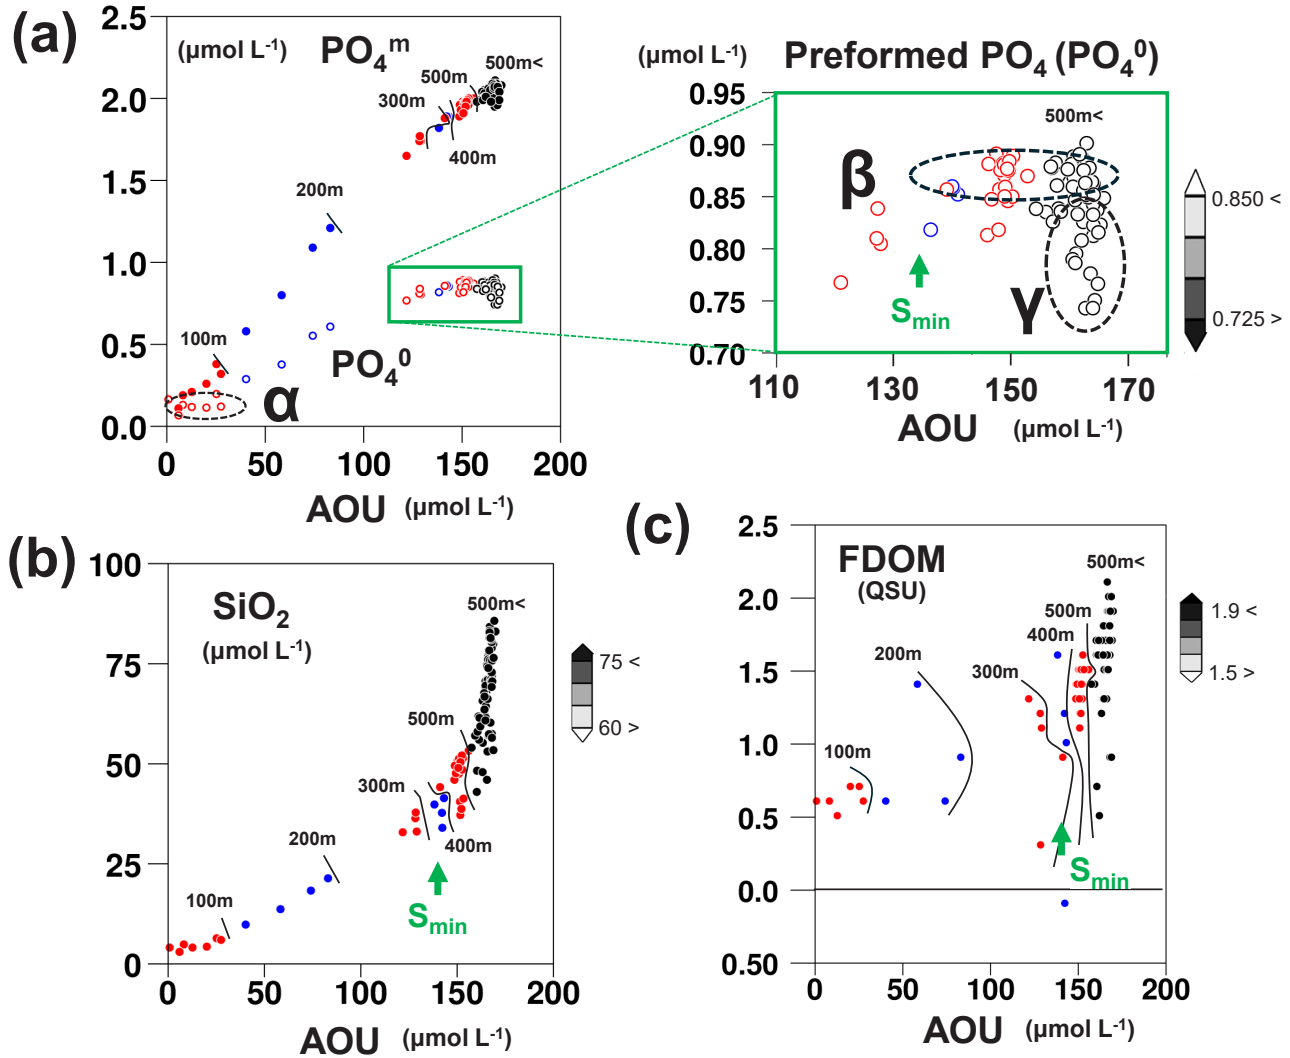 (a)
2.5
(µmol L-1)
PO4m
500m<
500m
300m
400m
2.0
1.5
200m
1.0
100m
0.5
PO40
α
0.0
0 50 100 150 200
AOU (µmol L-1)
(µmol L-1)
Preformed PO4 (PO40)
0.95
500m<
0.90
β
0.85
0.80
Smin
γ
0.75
0.70
110 130 150 170
AOU (µmol L-1)
0.850 <
0.725 >
(b)
100
SiO2
(µmol L-1)
500m<
75
500m
50
300m
400m
200m
25
100m
Smin
0
0 50 100 150 200
AOU (µmol L-1)
75 <
60 >
(c)
2.5
FDOM
(QSU)
500m<
2.0
500m
400m
200m
300m
1.5
1.0
100m
0.5
Smin
0.0
0.50
0 50 100 150 200
AOU (µmol L-1)
1.9 <
1.5 >